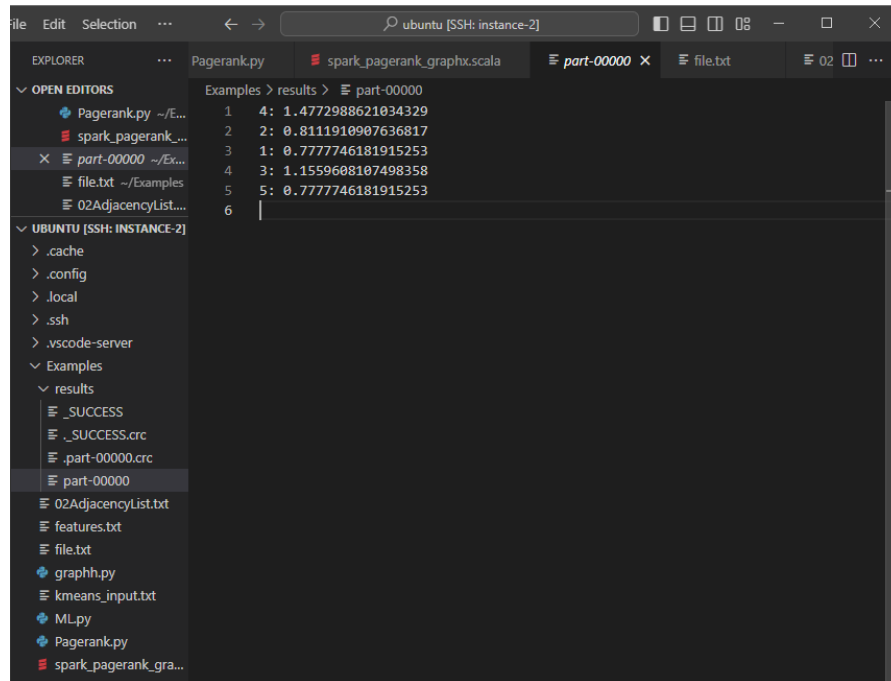 File Edit Selection ··· ubuntu [SSH: instance-2]
EXPLORER ···
Pagerank.py spark_pagerank_graphx.scala part-00000 file.txt 02 ···
OPEN EDITORS
Pagerank.py ~/E...
spark_pagerank_...
part-00000 ~/Ex...
file.txt ~/Examples
02AdjacencyList....
UBUNTU [SSH: INSTANCE-2]
.cache
.config
.local
.ssh
.vscode-server
Examples
results
_SUCCESS
._SUCCESS.crc
.part-00000.crc
part-00000
02AdjacencyList.txt
features.txt
file.txt
graphh.py
kmeans_input.txt
ML.py
Pagerank.py
spark_pagerank_gra...
Examples > results > part-00000
1 4: 1.4772988621034329
2 2: 0.8111910907636817
3 1: 0.7777746181915253
4 3: 1.1559608107498358
5 5: 0.7777746181915253
6